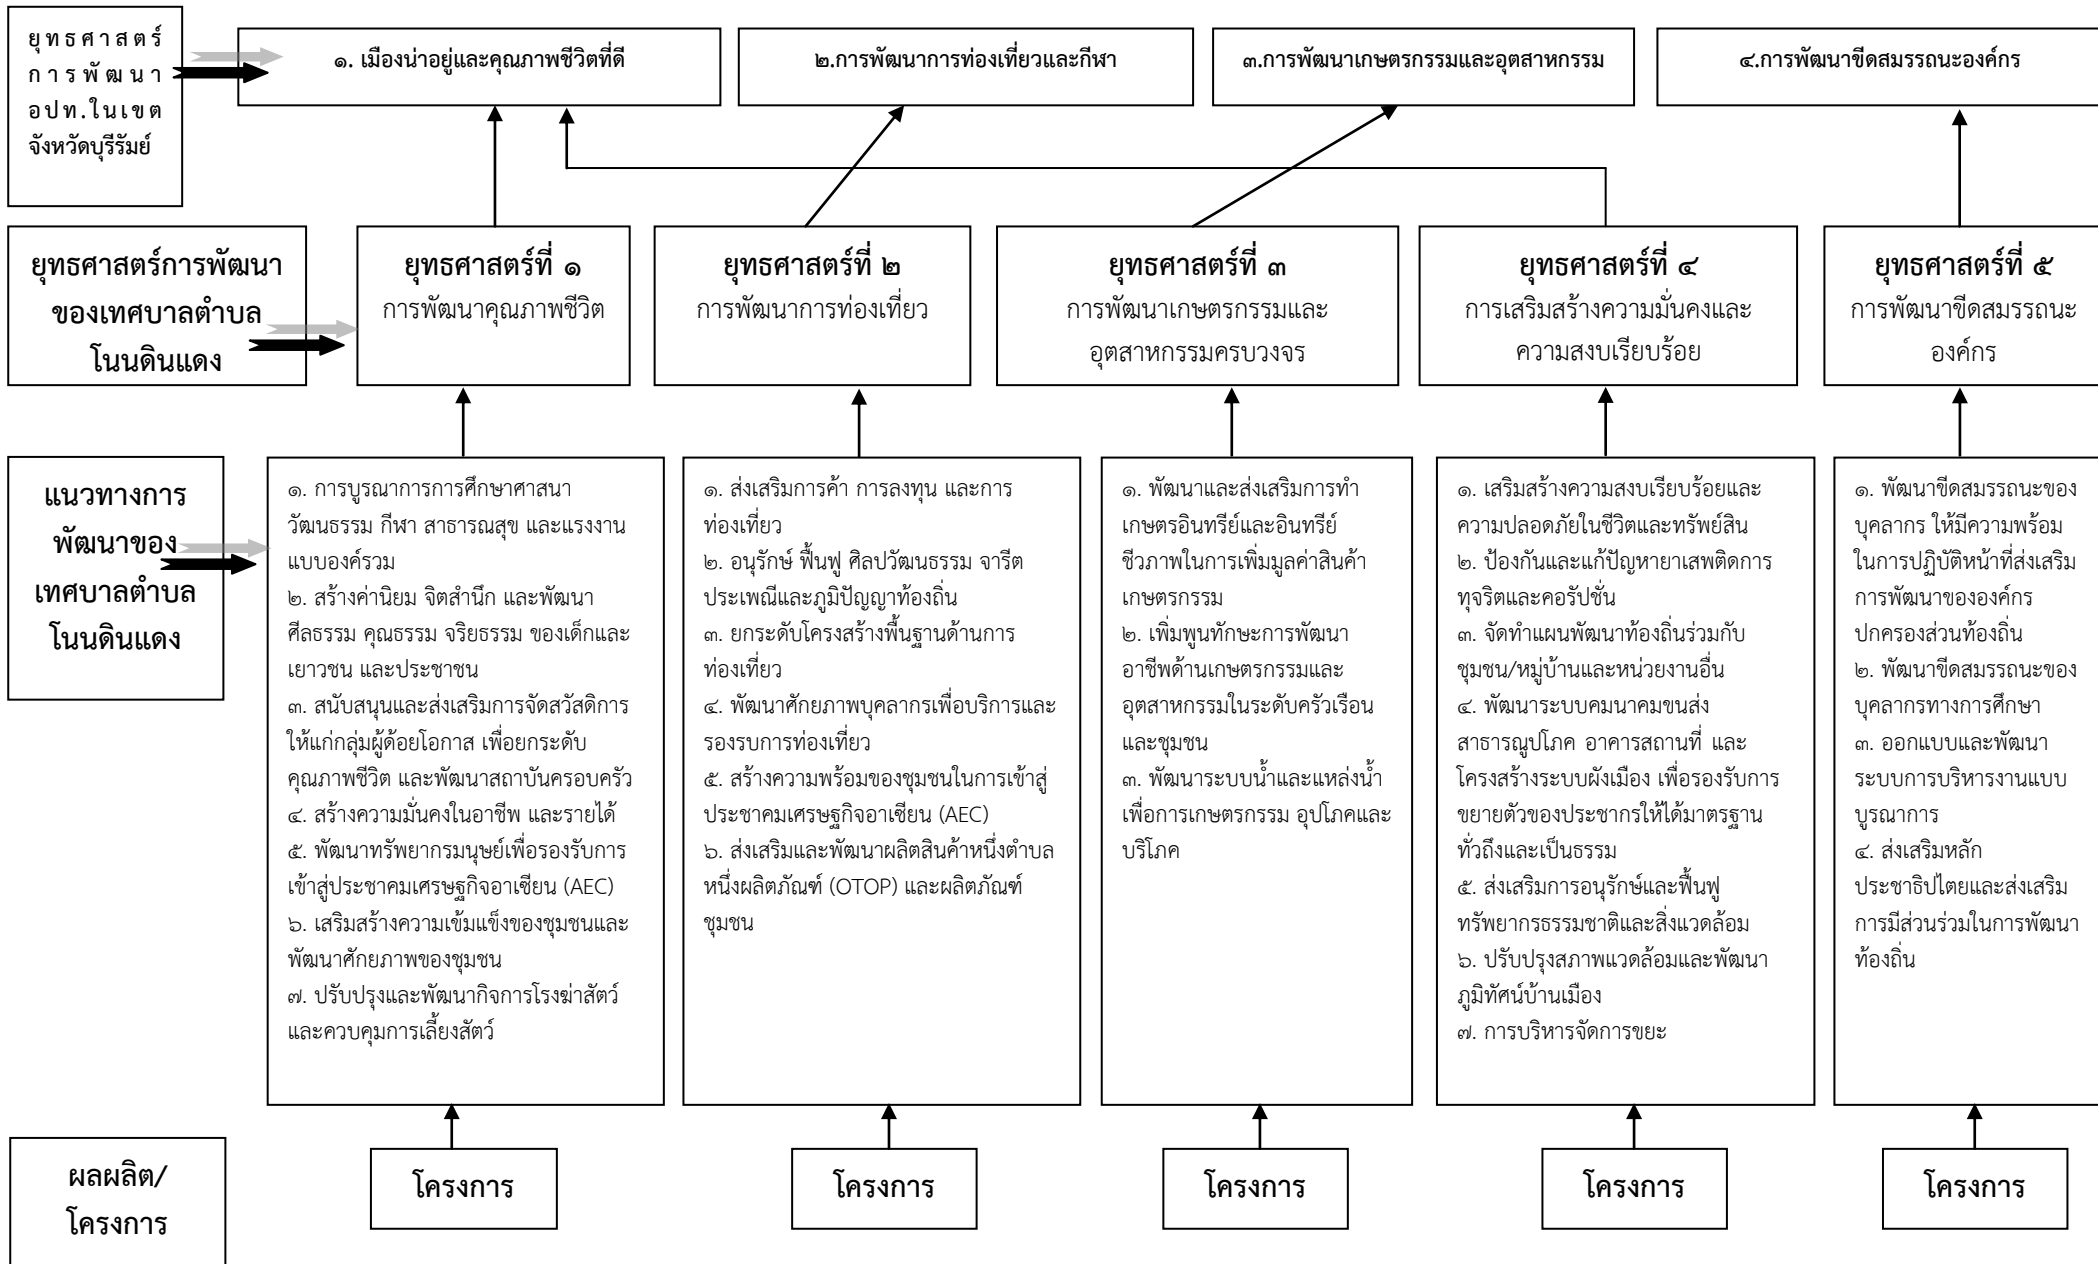 ยุทธศาสตร์
การพัฒนา
อปท.ในเขต
จังหวัดบุรีรัมย์
๑. เมืองน่าอยู่และคุณภาพชีวิตที่ดี
๒.การพัฒนาการท่องเที่ยวและกีฬา
๓.การพัฒนาเกษตรกรรมและอุตสาหกรรม
๔.การพัฒนาขีดสมรรถนะองค์กร
ยุทธศาสตร์การพัฒนา
ของเทศบาลตำบล
โนนดินแดง
ยุทธศาสตร์ที่ ๑
การพัฒนาคุณภาพชีวิต
ยุทธศาสตร์ที่ ๒
การพัฒนาการท่องเที่ยว
ยุทธศาสตร์ที่ ๓
การพัฒนาเกษตรกรรมและ
อุตสาหกรรมครบวงจร
ยุทธศาสตร์ที่ ๔
การเสริมสร้างความมั่นคงและ
ความสงบเรียบร้อย
ยุทธศาสตร์ที่ ๕
การพัฒนาขีดสมรรถนะ
องค์กร
แนวทางการ
พัฒนาของ
เทศบาลตำบล
โนนดินแดง
๑. การบูรณาการการศึกษาศาสนา
วัฒนธรรม กีฬา สาธารณสุข และแรงงาน
แบบองค์รวม
๒. สร้างค่านิยม จิตสำนึก และพัฒนา
ศีลธรรม คุณธรรม จริยธรรม ของเด็กและ
เยาวชน และประชาชน
๓. สนับสนุนและส่งเสริมการจัดสวัสดิการ
ให้แก่กลุ่มผู้ด้อยโอกาส เพื่อยกระดับ
คุณภาพชีวิต และพัฒนาสถาบันครอบครัว
๔. สร้างความมั่นคงในอาชีพ และรายได้
๕. พัฒนาทรัพยากรมนุษย์เพื่อรองรับการ
เข้าสู่ประชาคมเศรษฐกิจอาเซียน (AEC)
๖. เสริมสร้างความเข้มแข็งของชุมชนและ
พัฒนาศักยภาพของชุมชน
๗. ปรับปรุงและพัฒนากิจการโรงฆ่าสัตว์
และควบคุมการเลี้ยงสัตว์
๑. ส่งเสริมการค้า การลงทุน และการ
ท่องเที่ยว
๒. อนุรักษ์ ฟื้นฟู ศิลปวัฒนธรรม จารีต
ประเพณีและภูมิปัญญาท้องถิ่น
๓. ยกระดับโครงสร้างพื้นฐานด้านการ
ท่องเที่ยว
๔. พัฒนาศักยภาพบุคลากรเพื่อบริการและ
รองรบการท่องเที่ยว
๕. สร้างความพร้อมของชุมชนในการเข้าสู่
ประชาคมเศรษฐกิจอาเซียน (AEC)
๖. ส่งเสริมและพัฒนาผลิตสินค้าหนึ่งตำบล
หนึ่งผลิตภัณฑ์ (OTOP) และผลิตภัณฑ์
ชุมชน
๑. พัฒนาและส่งเสริมการทำ
เกษตรอินทรีย์และอินทรีย์
ชีวภาพในการเพิ่มมูลค่าสินค้า
เกษตรกรรม
๒. เพิ่มพูนทักษะการพัฒนา
อาชีพด้านเกษตรกรรมและ
อุตสาหกรรมในระดับครัวเรือน
และชุมชน
๓. พัฒนาระบบน้ำและแหล่งน้ำ
เพื่อการเกษตรกรรม อุปโภคและ
บริโภค
๑. เสริมสร้างความสงบเรียบร้อยและ
ความปลอดภัยในชีวิตและทรัพย์สิน
๒. ป้องกันและแก้ปัญหายาเสพติดการ
ทุจริตและคอรัปชั่น
๓. จัดทำแผนพัฒนาท้องถิ่นร่วมกับ
ชุมชน/หมู่บ้านและหน่วยงานอื่น
๔. พัฒนาระบบคมนาคมขนส่ง
สาธารณูปโภค อาคารสถานที่ และ
โครงสร้างระบบผังเมือง เพื่อรองรับการ
ขยายตัวของประชากรให้ได้มาตรฐาน
ทั่วถึงและเป็นธรรม
๕. ส่งเสริมการอนุรักษ์และฟื้นฟู
ทรัพยากรธรรมชาติและสิ่งแวดล้อม
๖. ปรับปรุงสภาพแวดล้อมและพัฒนา
ภูมิทัศน์บ้านเมือง
๗. การบริหารจัดการขยะ
๑. พัฒนาขีดสมรรถนะของ
บุคลากร ให้มีความพร้อม
ในการปฏิบัติหน้าที่ส่งเสริม
การพัฒนาขององค์กร
ปกครองส่วนท้องถิ่น
๒. พัฒนาขีดสมรรถนะของ
บุคลากรทางการศึกษา
๓. ออกแบบและพัฒนา
ระบบการบริหารงานแบบ
บูรณาการ
๔. ส่งเสริมหลัก
ประชาธิปไตยและส่งเสริม
การมีส่วนร่วมในการพัฒนา
ท้องถิ่น
ผลผลิต/
โครงการ
โครงการ
โครงการ
โครงการ
โครงการ
โครงการ